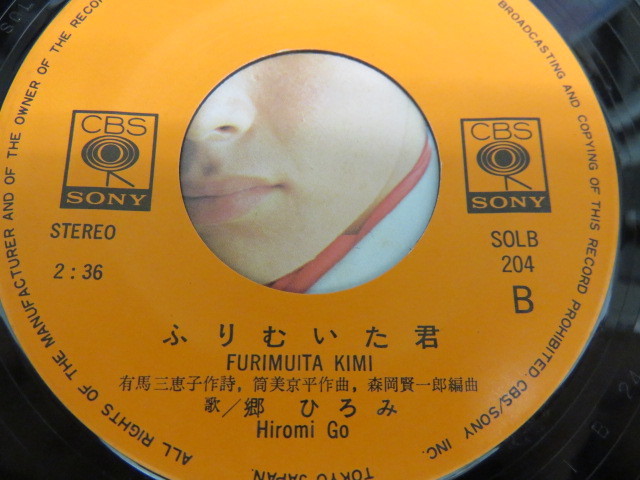 CBS
SONY
CBS
SONY
STEREO
2:36
SOLB
204
B
ふりむいた君
FURIMUITA KIMI
有馬三恵子作詩, 筒美京平作曲, 森岡賢一郎編曲
歌／郷 ひろみ
Hiromi Go
ALL RIGHTS OF THE MANUFACTURER AND OF THE OWNER OF THE RECOR
BROADCASTING AND COPYING OF THIS RECORD PROHIBITED CBS/SONY INC.
TOKYO JAPAN.